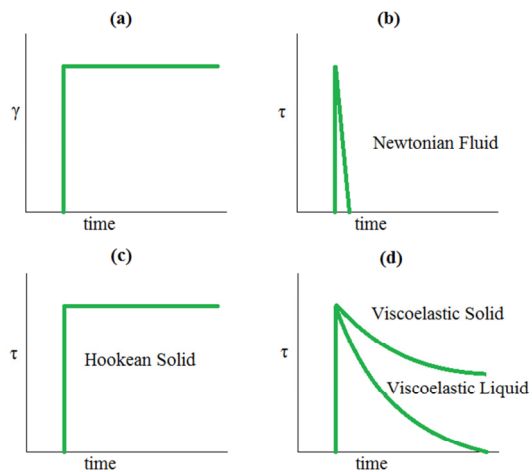 (a)
γ
time
(b)
τ
Newtonian Fluid
time
(c)
τ
Hookean Solid
time
(d)
τ
Viscoelastic Solid
Viscoelastic Liquid
time